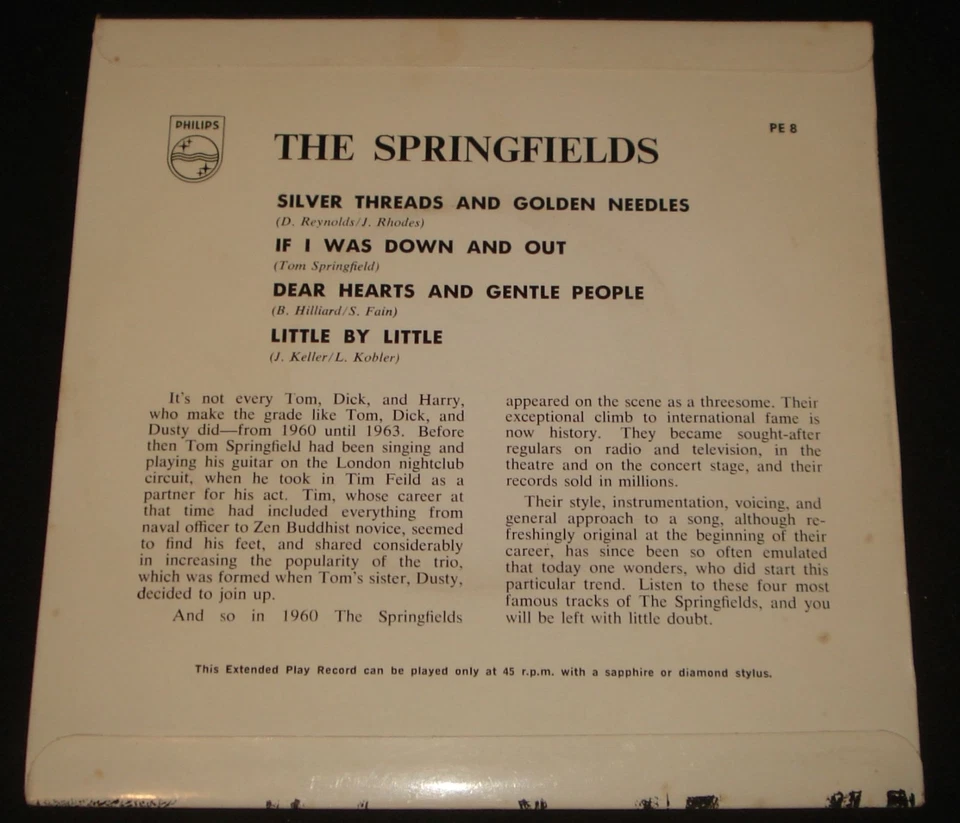 PHILIPS
PE 8
THE SPRINGFIELDS
SILVER THREADS AND GOLDEN NEEDLES
(D. Reynolds/J. Rhodes)
IF I WAS DOWN AND OUT
(Tom Springfield)
DEAR HEARTS AND GENTLE PEOPLE
(B. Hilliard/S. Fain)
LITTLE BY LITTLE
(J. Keller/L. Kobler)
It's not every Tom, Dick, and Harry,
who make the grade like Tom, Dick, and
Dusty did—from 1960 until 1963. Before
then Tom Springfield had been singing and
playing his guitar on the London nightclub
circuit, when he took in Tim Feild as a
partner for his act. Tim, whose career at
that time had included everything from
naval officer to Zen Buddhist novice, seemed
to find his feet, and shared considerably
in increasing the popularity of the trio,
which was formed when Tom's sister, Dusty,
decided to join up.
And so in 1960 The Springfields
appeared on the scene as a threesome. Their
exceptional climb to international fame is
now history. They became sought-after
regulars on radio and television, in the
theatre and on the concert stage, and their
records sold in millions.
Their style, instrumentation, voicing, and
general approach to a song, although re-
freshingly original at the beginning of their
career, has since been so often emulated
that today one wonders, who did start this
particular trend. Listen to these four most
famous tracks of The Springfields, and you
will be left with little doubt.
This Extended Play Record can be played only at 45 r.p.m. with a sapphire or diamond stylus.